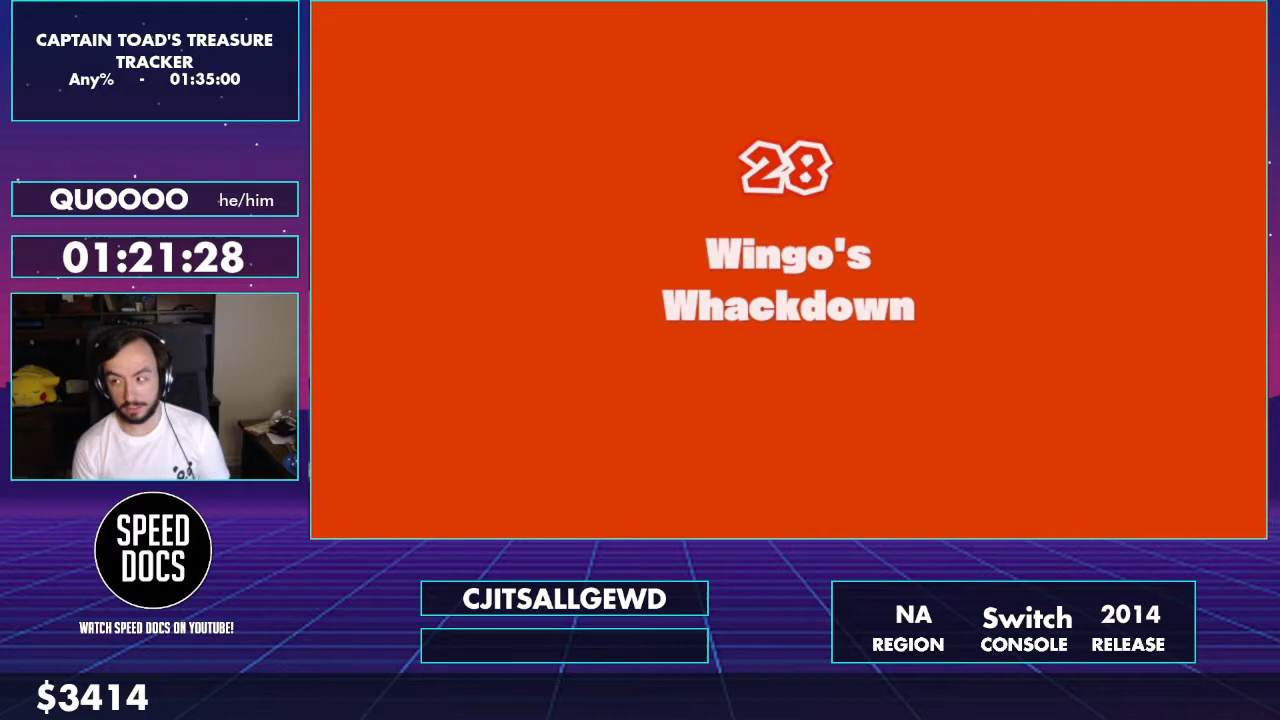 CAPTAIN TOAD'S TREASURE
TRACKER
Any% - 01:35:00
QUOOOO he/him
01:21:28
28
Wingo's
Whackdown
SPEED
DOCS
WATCH SPEED DOCS ON YOUTUBE!
CJITSALLGEWD
NA Switch 2014
REGION CONSOLE RELEASE
$3414